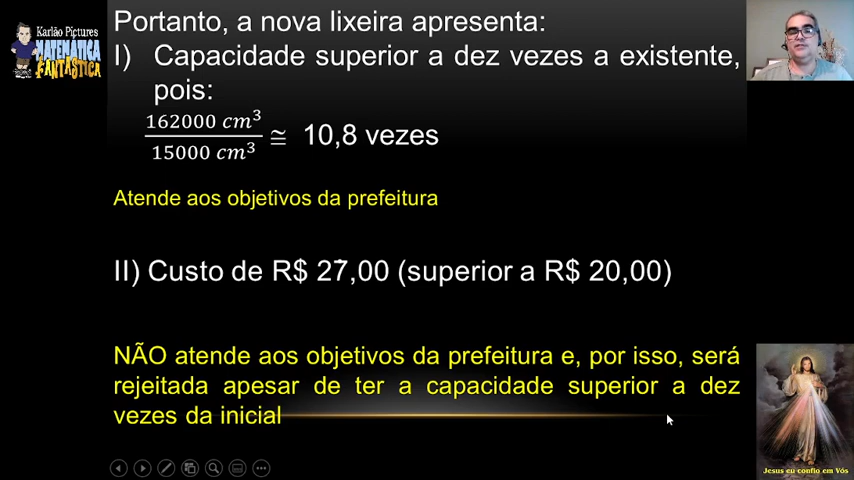 Karlão Pictures
MATEMÁTICA
FANTÁSTICA
Portanto, a nova lixeira apresenta:
I) Capacidade superior a dez vezes a existente,
pois:
162000 cm³
15000 cm³
≅ 10,8 vezes
Atende aos objetivos da prefeitura
II) Custo de R$ 27,00 (superior a R$ 20,00)
NÃO atende aos objetivos da prefeitura e, por isso, será
rejeitada apesar de ter a capacidade superior a dez
vezes da inicial
Jesus eu confio em Vós